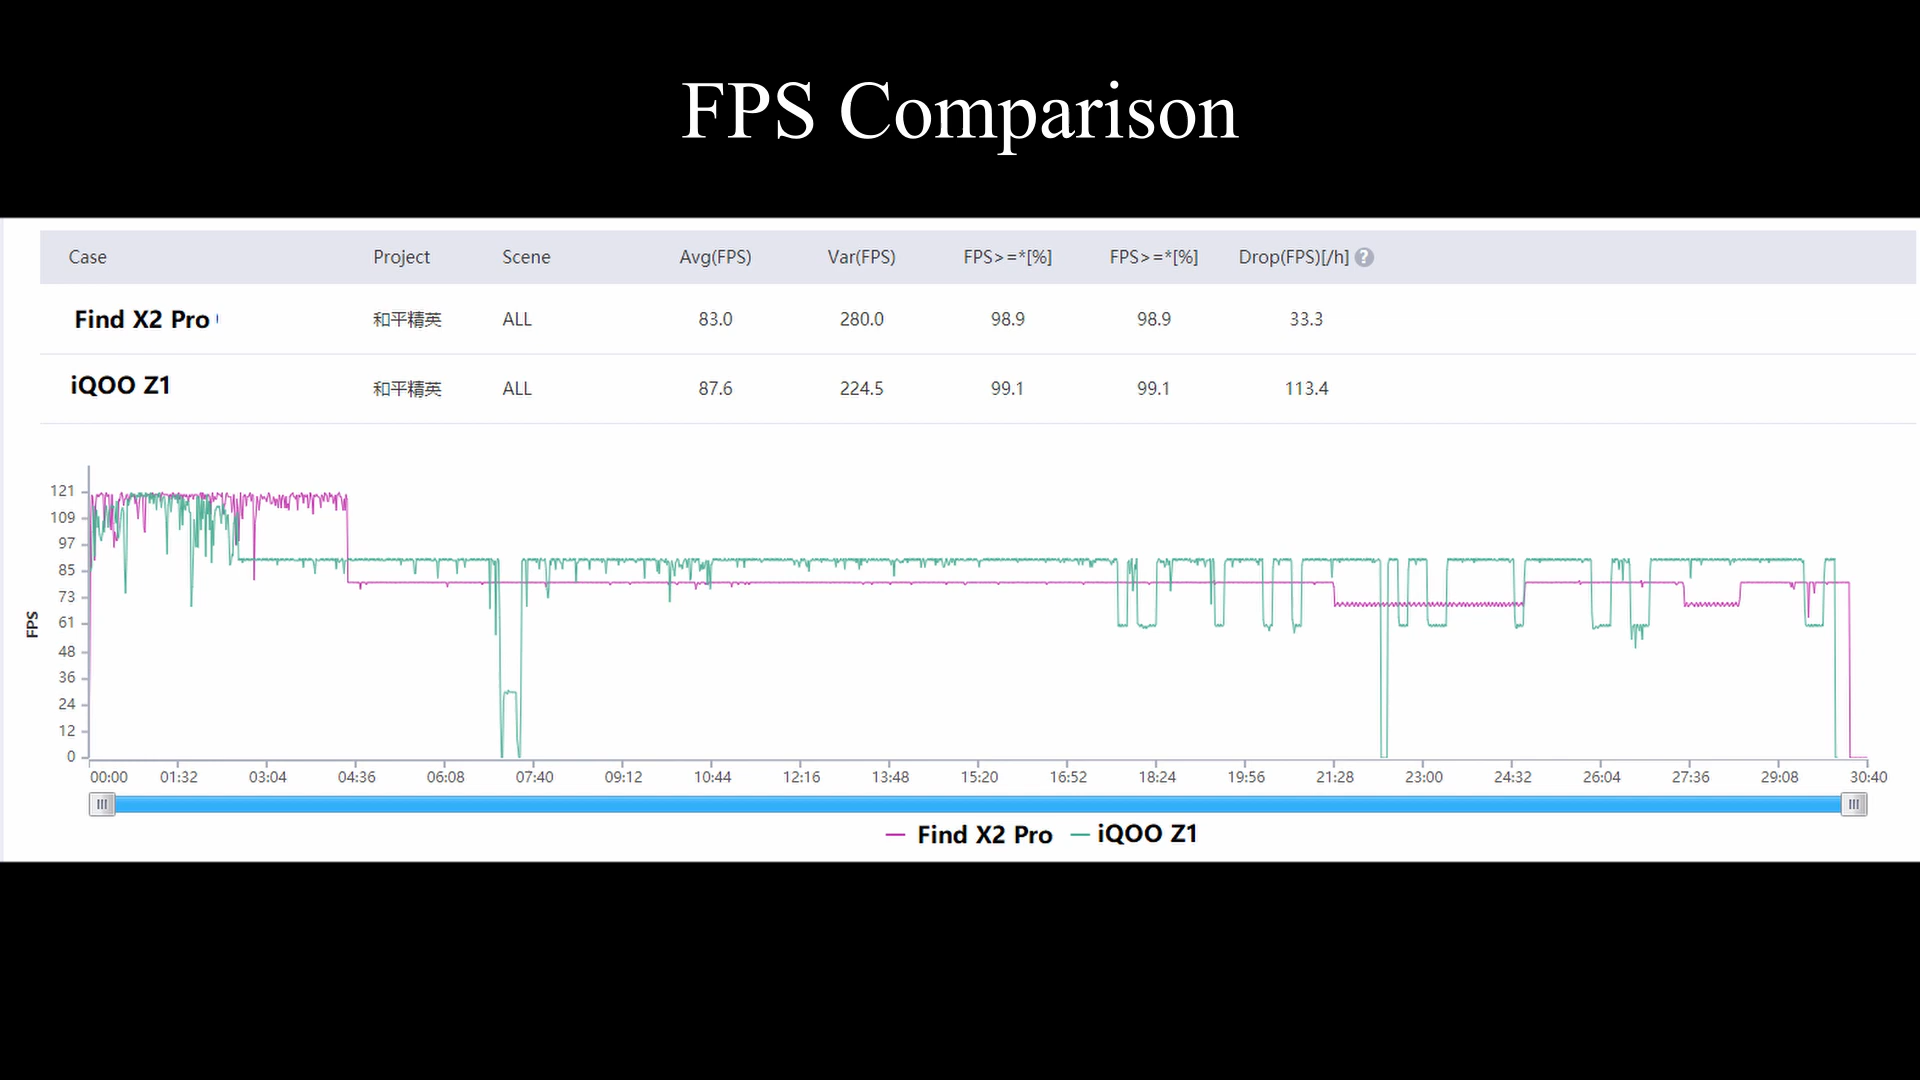 FPS Comparison
Case Project Scene Avg(FPS) Var(FPS) FPS>=*[%] FPS>=*[%] Drop(FPS)[/h] ?
Find X2 Pro 和平精英 ALL 83.0 280.0 98.9 98.9 33.3
iQOO Z1 和平精英 ALL 87.6 224.5 99.1 99.1 113.4
121
109
97
85
73
61
48
36
24
12
0
FPS
00:00 01:32 03:04 04:36 06:08 07:40 09:12 10:44 12:16 13:48 15:20 16:52 18:24 19:56 21:28 23:00 24:32 26:04 27:36 29:08 30:40
Find X2 Pro iQOO Z1